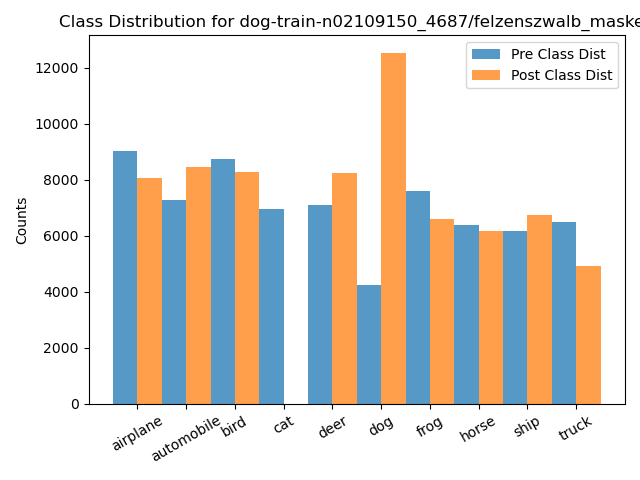 Class Distribution for dog-train-n02109150_4687/felzenszwalb_maske
Pre Class Dist
Post Class Dist
Counts
12000
10000
8000
6000
4000
2000
0
airplane
automobile
bird
cat
deer
dog
frog
horse
ship
truck